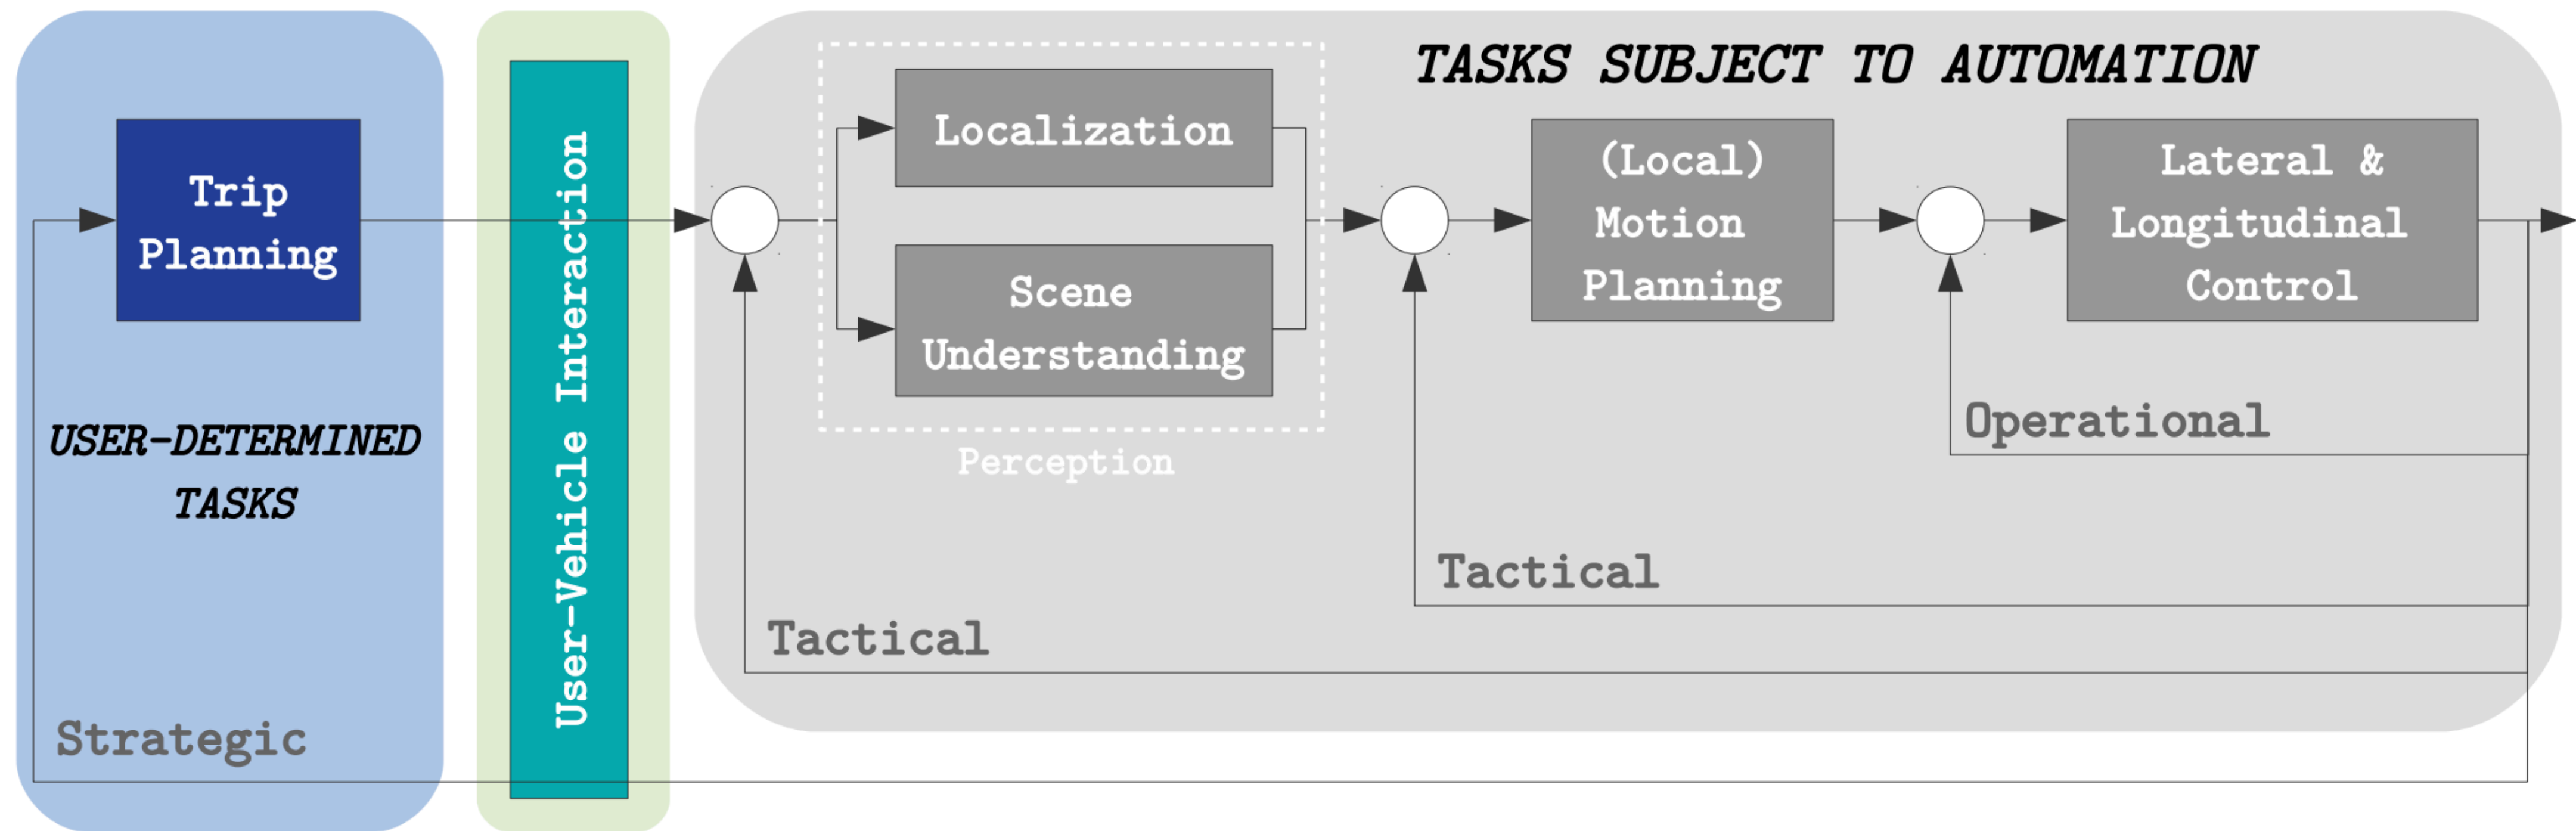 TASKS SUBJECT TO AUTOMATION
Trip
Planning
USER-DETERMINED
TASKS
Strategic
User-Vehicle Interaction
Localization
Scene
Understanding
Perception
(Local)
Motion
Planning
Lateral &
Longitudinal
Control
Operational
Tactical
Tactical